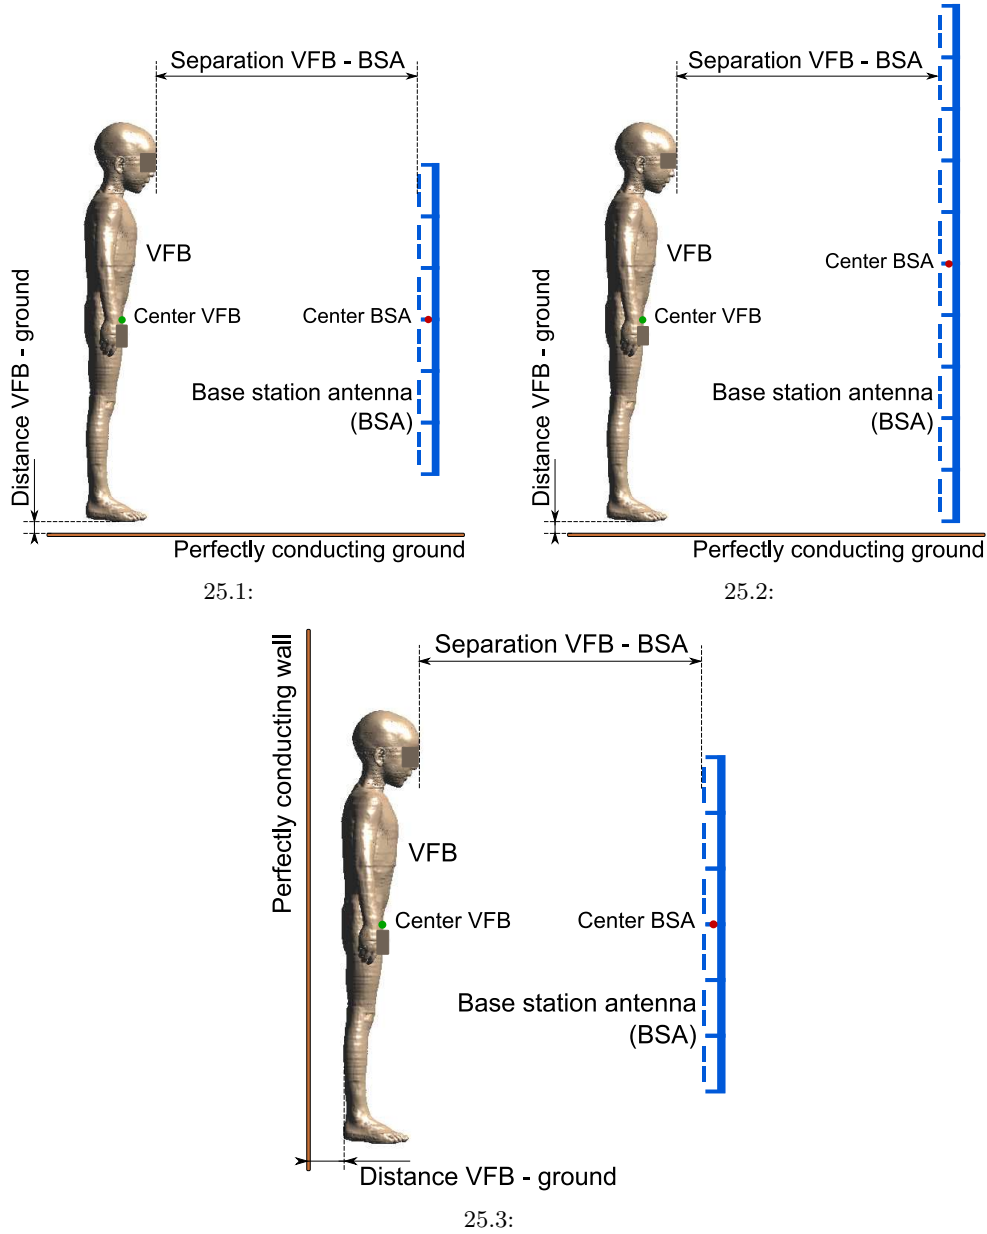 Separation VFB - BSA
VFB
Center VFB
Center BSA
Base station antenna
(BSA)
Distance VFB - ground
Perfectly conducting ground
25.1:
Separation VFB - BSA
VFB
Center BSA
Center VFB
Base station antenna
(BSA)
Distance VFB - ground
Perfectly conducting ground
25.2:
Perfectly conducting wall
Separation VFB - BSA
VFB
Center VFB
Center BSA
Base station antenna
(BSA)
Distance VFB - ground
25.3: